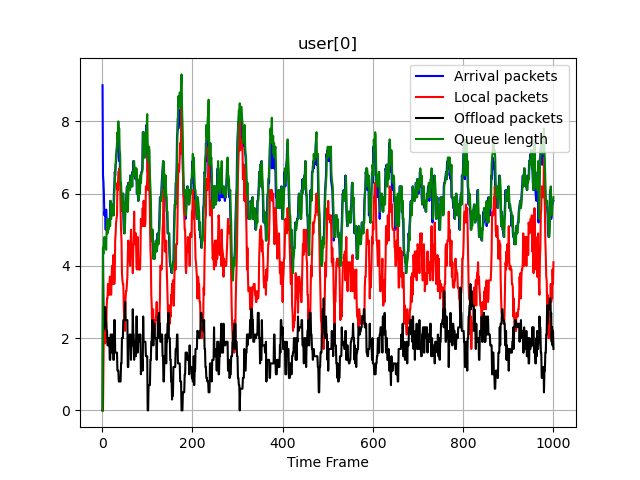 user[0]
Arrival packets
Local packets
Offload packets
Queue length
8
6
4
2
0
0 200 400 600 800 1000
Time Frame